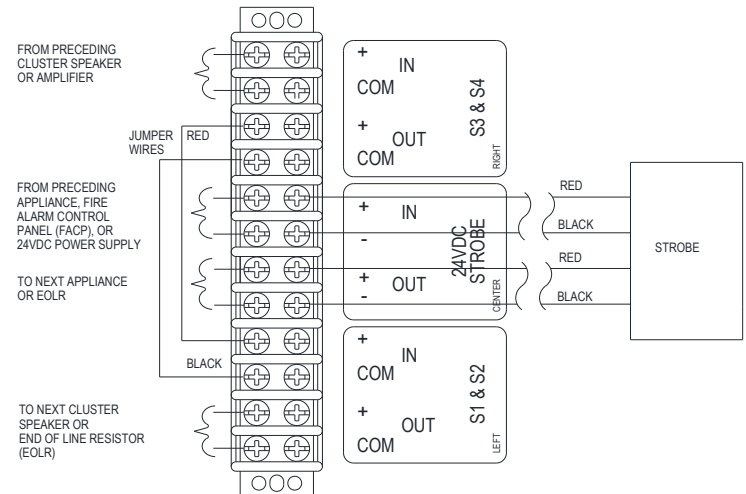 FROM PRECEDING
CLUSTER SPEAKER
OR AMPLIFIER
JUMPER
WIRES
RED
FROM PRECEDING
APPLIANCE, FIRE
ALARM CONTROL
PANEL (FACP), OR
24VDC POWER SUPPLY
TO NEXT APPLIANCE
OR EOLR
BLACK
TO NEXT CLUSTER
SPEAKER OR
END OF LINE RESISTOR
(EOLR)
+
IN
COM
+
OUT
COM
S3 & S4
RIGHT
+
IN
-
+
OUT
-
24VDC
STROBE
CENTER
+
IN
COM
+
OUT
COM
S1 & S2
LEFT
RED
BLACK
RED
BLACK
STROBE